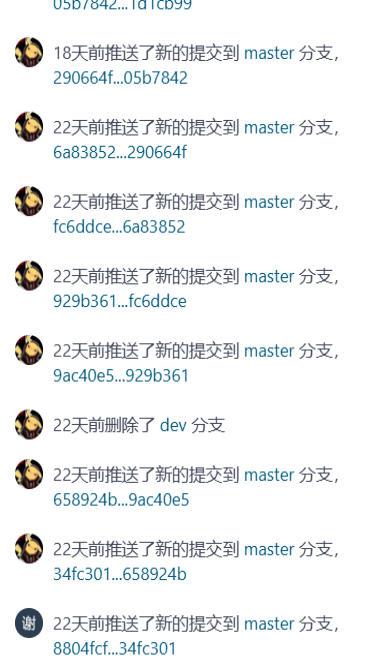 05b7842...1d1cb99
18天前推送了新的提交到 master 分支，
290664f...05b7842
22天前推送了新的提交到 master 分支，
6a83852...290664f
22天前推送了新的提交到 master 分支，
fc6ddce...6a83852
22天前推送了新的提交到 master 分支，
929b361...fc6ddce
22天前推送了新的提交到 master 分支，
9ac40e5...929b361
22天前删除了 dev 分支
22天前推送了新的提交到 master 分支，
658924b...9ac40e5
22天前推送了新的提交到 master 分支，
34fc301...658924b
谢 22天前推送了新的提交到 master 分支，
8804fcf...34fc301